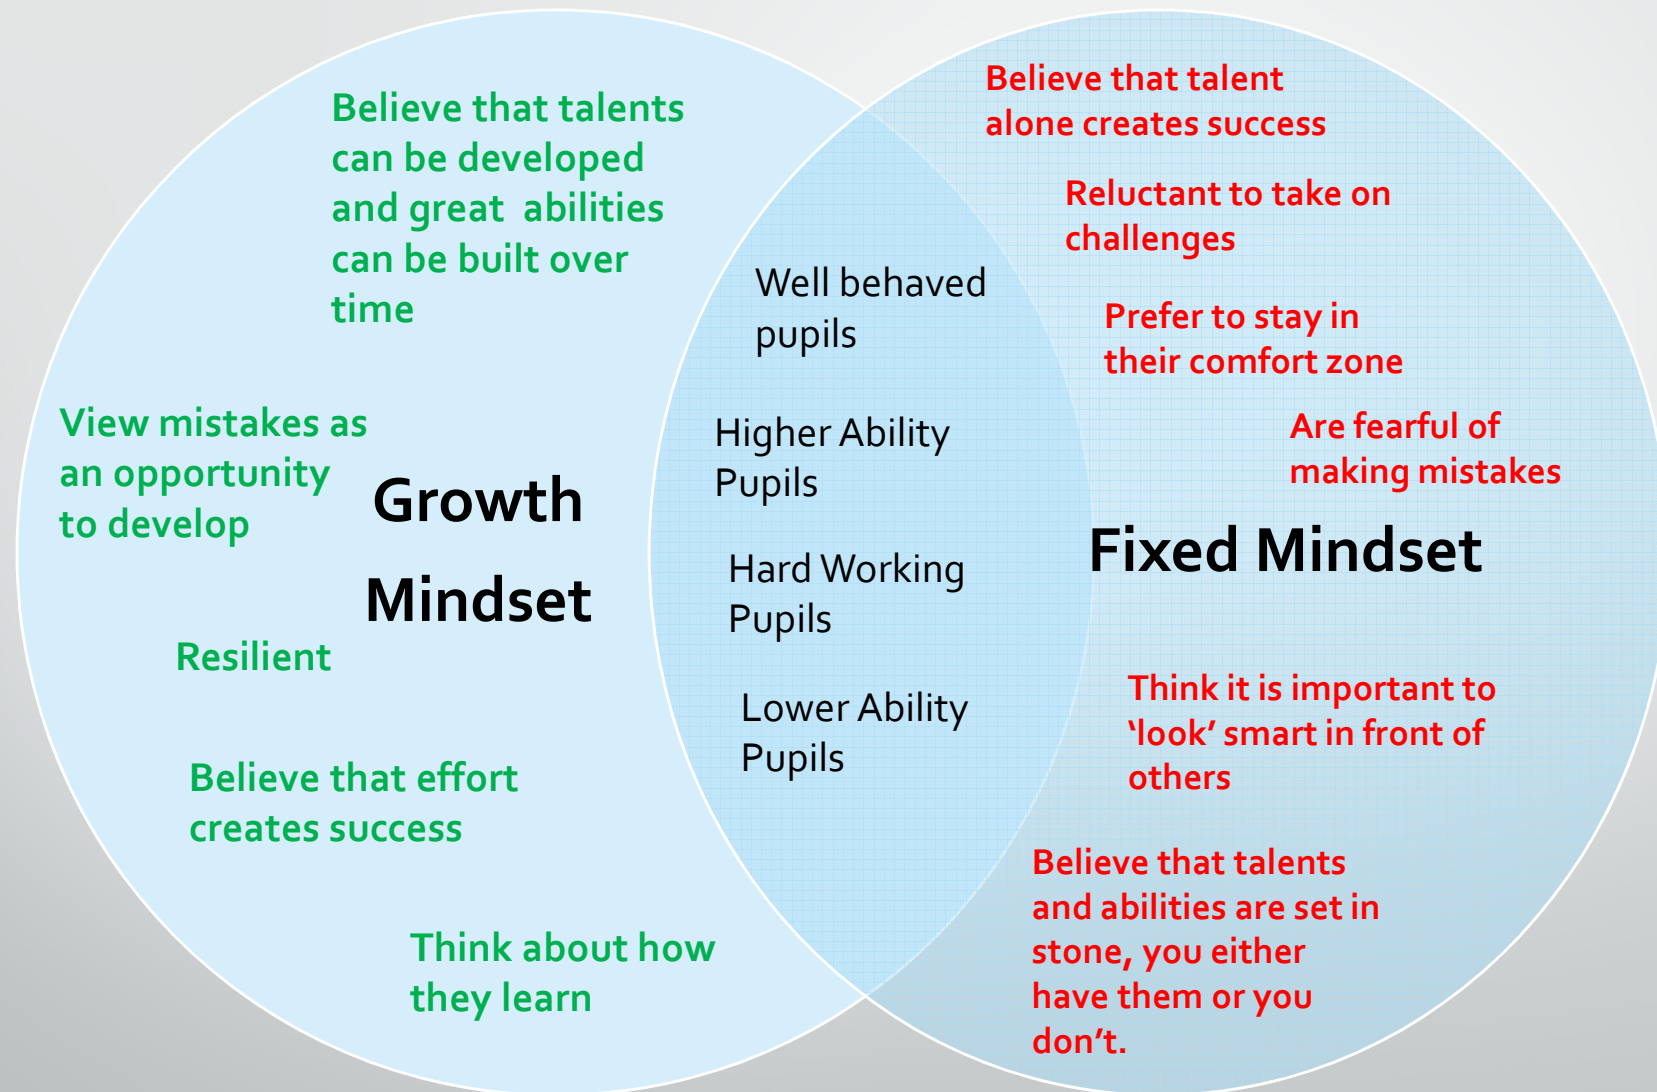 Believe that talents
can be developed
and great abilities
can be built over
time
View mistakes as
an opportunity
to develop
Growth
Mindset
Resilient
Believe that effort
creates success
Think about how
they learn
Well behaved
pupils
Higher Ability
Pupils
Hard Working
Pupils
Lower Ability
Pupils
Believe that talent
alone creates success
Reluctant to take on
challenges
Prefer to stay in
their comfort zone
Are fearful of
making mistakes
Fixed Mindset
Think it is important to
‘look’ smart in front of
others
Believe that talents
and abilities are set in
stone, you either
have them or you
don’t.